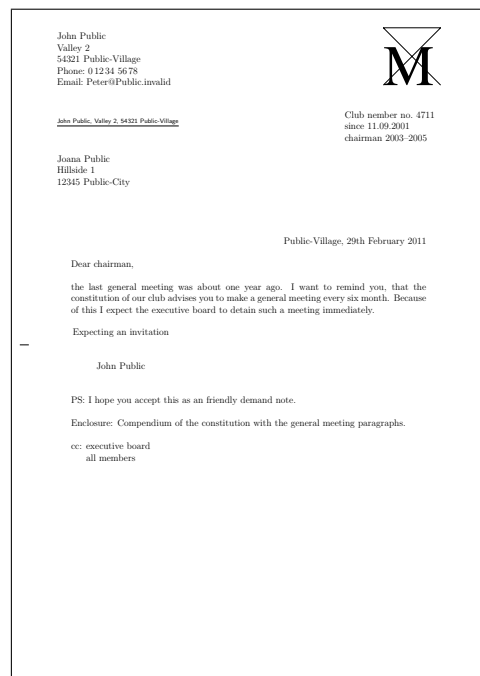 John Public
Valley 2
54321 Public-Village
Phone: 0 12 34 56 78
Email: Peter@Public.invalid
M
John Public, Valley 2, 54321 Public-Village
Club nember no. 4711
since 11.09.2001
chairman 2003–2005
Joana Public
Hillside 1
12345 Public-City
Public-Village, 29th February 2011
Dear chairman,
the last general meeting was about one year ago. I want to remind you, that the
constitution of our club advises you to make a general meeting every six month. Because
of this I expect the executive board to detain such a meeting immediately.
Expecting an invitation
John Public
PS: I hope you accept this as an friendly demand note.
Enclosure: Compendium of the constitution with the general meeting paragraphs.
cc: executive board
all members